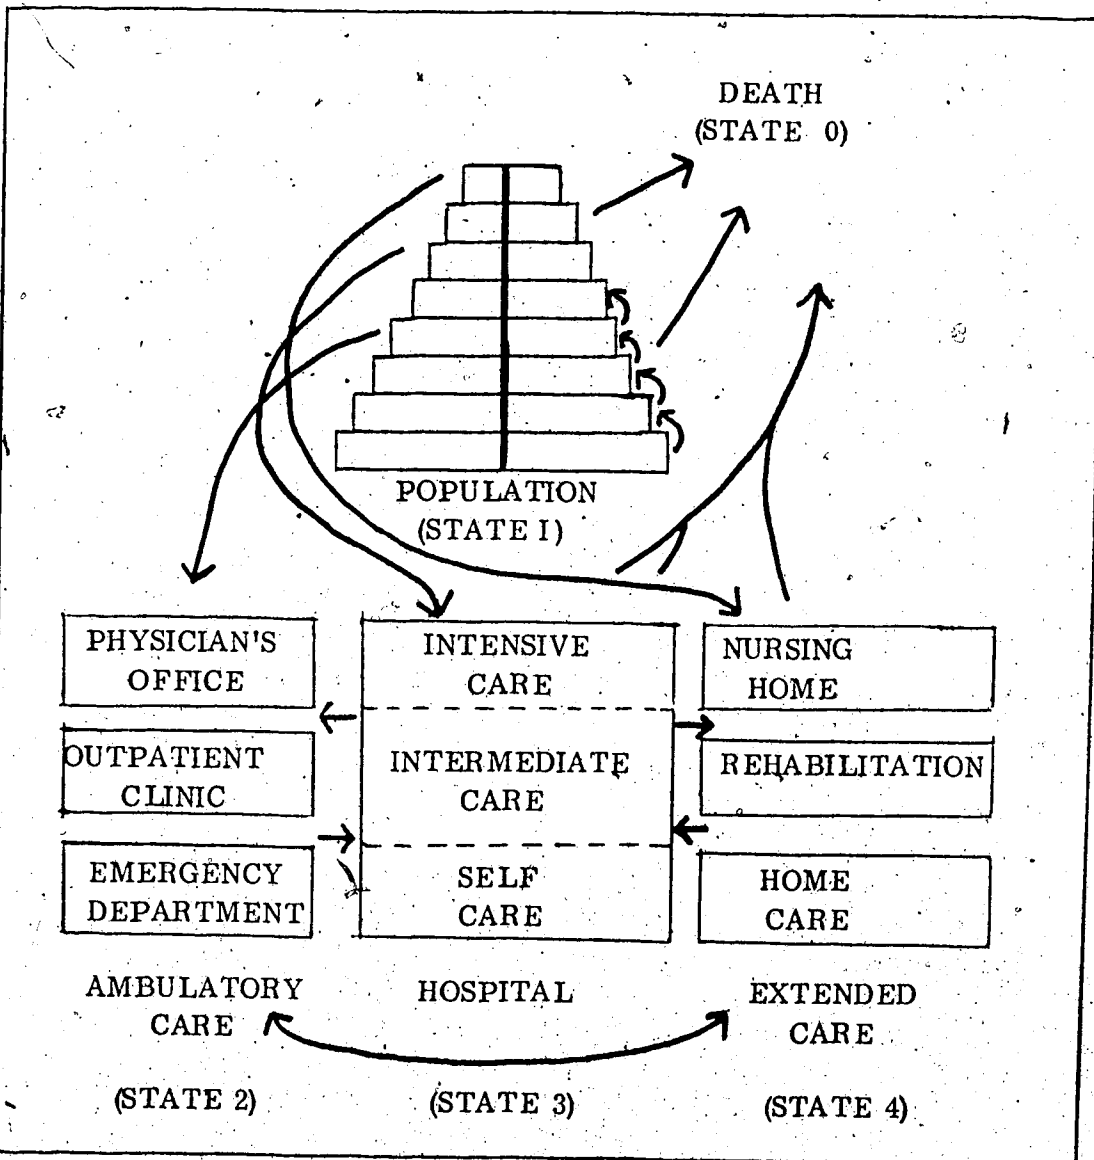 DEATH
(STATE 0)
POPULATION
(STATE I)
PHYSICIAN'S
OFFICE
OUTPATIENT
CLINIC
EMERGENCY
DEPARTMENT
INTENSIVE
CARE
INTERMEDIATE
CARE
SELF
CARE
NURSING
HOME
REHABILITATION
HOME
CARE
AMBULATORY
CARE
(STATE 2)
HOSPITAL
(STATE 3)
EXTENDED
CARE
(STATE 4)